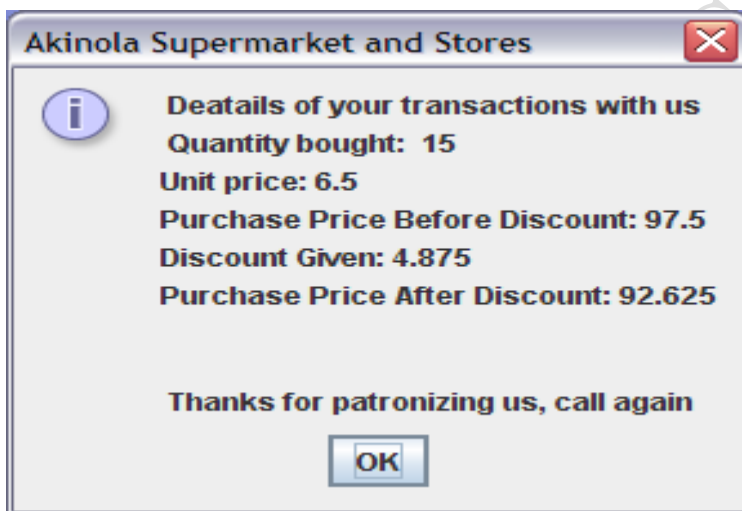 Akinola Supermarket and Stores
Deatails of your transactions with us
Quantity bought: 15
Unit price: 6.5
Purchase Price Before Discount: 97.5
Discount Given: 4.875
Purchase Price After Discount: 92.625
Thanks for patronizing us, call again
OK